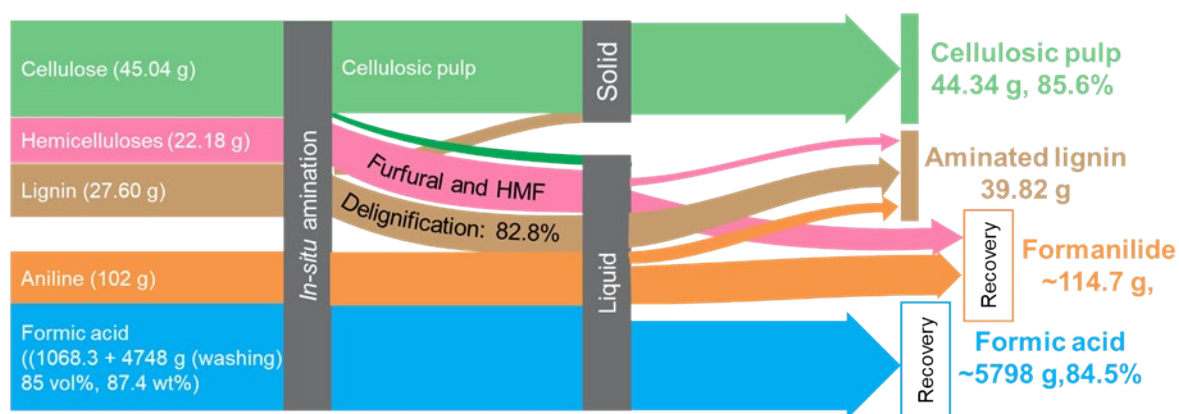 Cellulose (45.04 g)
Hemicelluloses (22.18 g)
Lignin (27.60 g)
Aniline (102 g)
Formic acid
((1068.3 + 4748 g (washing)
85 vol%, 87.4 wt%)
In-situ amination
Cellulosic pulp
Furfural and HMF
Delignification: 82.8%
Solid
Liquid
Cellulosic pulp
44.34 g, 85.6%
Aminated lignin
39.82 g
Recovery
Formanilide
~114.7 g,
Recovery
Formic acid
~5798 g,84.5%